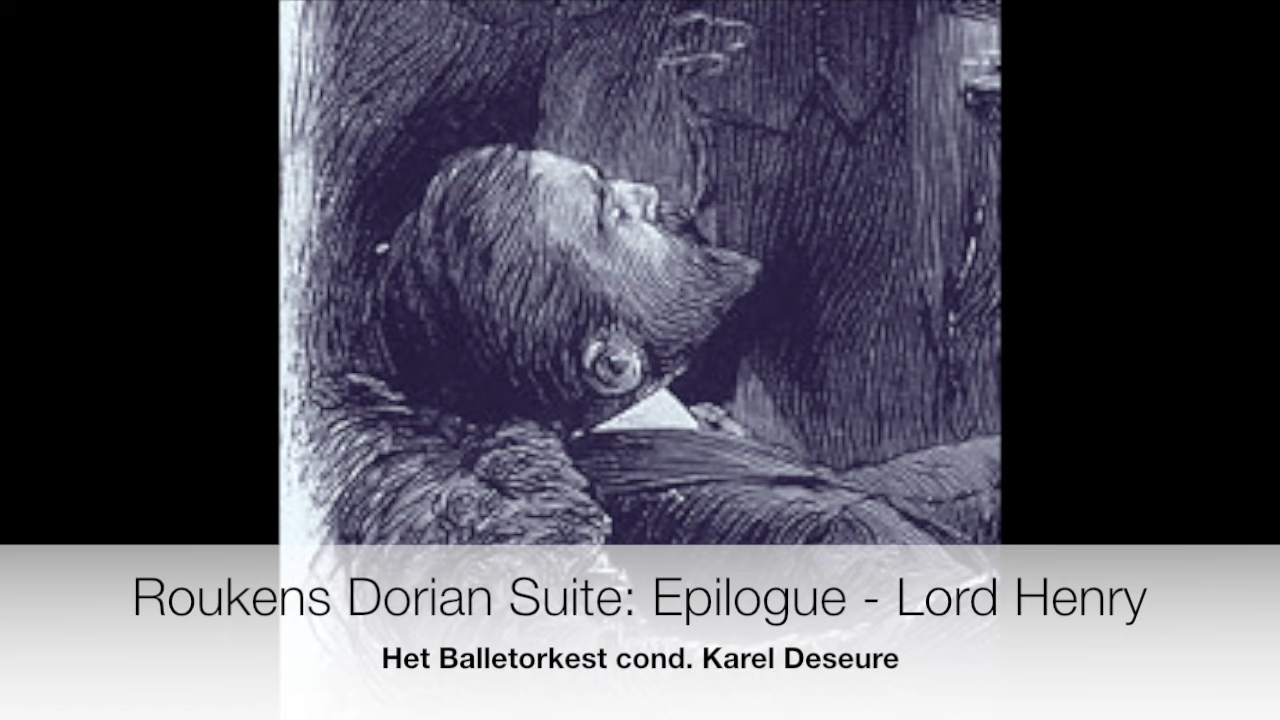 Roukens Dorian Suite: Epilogue - Lord Henry
Het Balletorkest cond. Karel Deseure